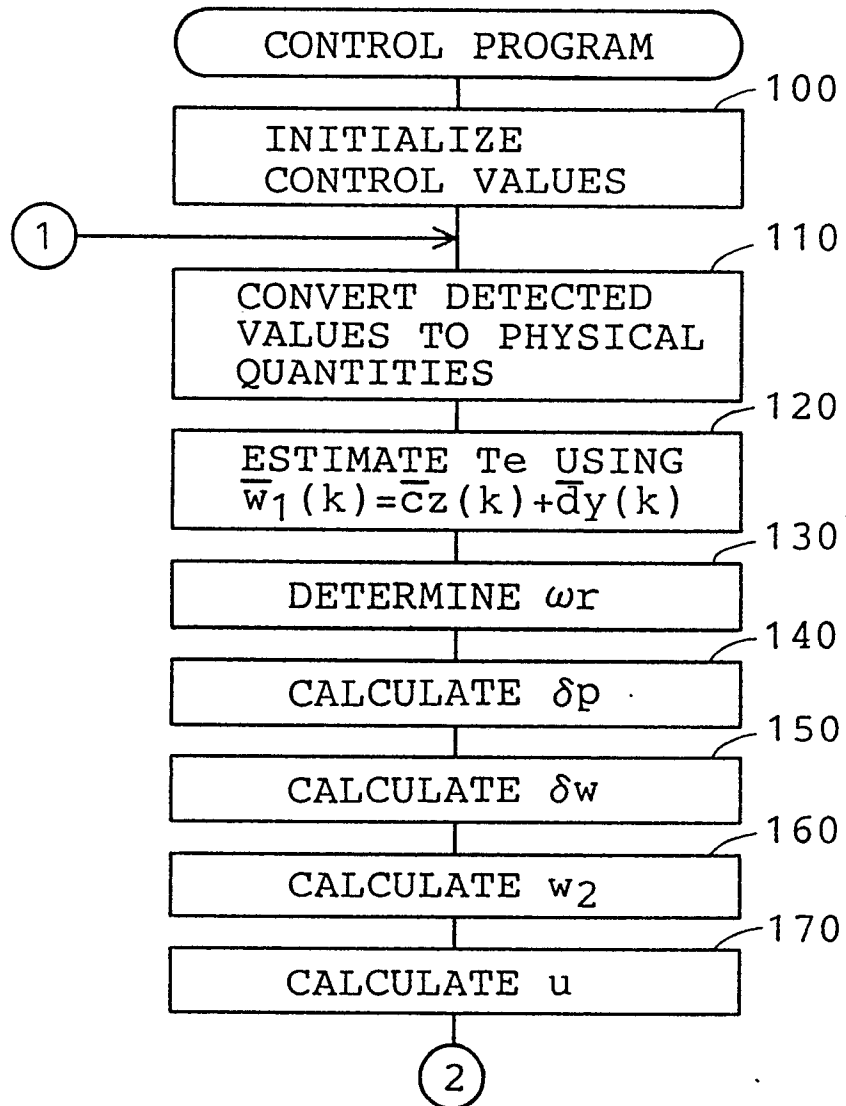 CONTROL PROGRAM
100
INITIALIZE
CONTROL VALUES
1
110
CONVERT DETECTED
VALUES TO PHYSICAL
QUANTITIES
120
ESTIMATE Te USING
w̅₁(k)=c̅z(k)+d̅y(k)
130
DETERMINE ωr
140
CALCULATE δp
150
CALCULATE δw
160
CALCULATE w₂
170
CALCULATE u
2